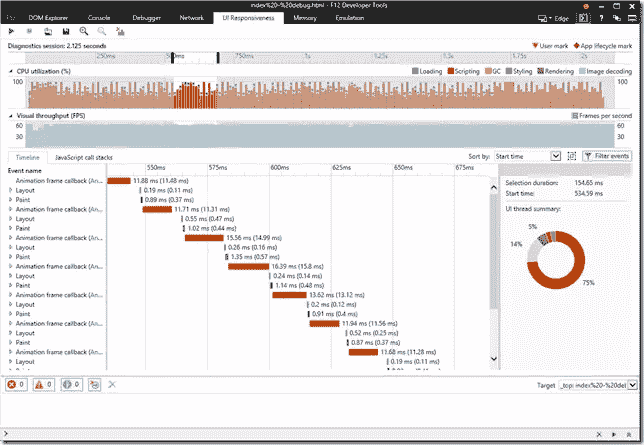 index%20-%20debug.html - F12 Developer Tools
DOM Explorer Console Debugger Network UI Responsiveness Memory Emulation Edge
Diagnostics session: 2.125 seconds User mark App lifecycle mark
250ms 500ms 750ms 1s 1.25s 1.5s 1.75s 2s
CPU utilization (%) Loading Scripting GC Styling Rendering Image decoding
100 100
Visual throughput (FPS) Frames per second
60 60
30 30
Timeline JavaScript call stacks Sort by: Start time Filter events
Event name 550ms 575ms 600ms 625ms 650ms 675ms
Animation frame callback (An... 11.88 ms (11.48 ms)
Layout 0.19 ms (0.11 ms)
Paint 0.89 ms (0.37 ms)
Animation frame callback (An... 11.71 ms (11.31 ms)
Layout 0.55 ms (0.47 ms)
Paint 1.02 ms (0.44 ms)
Animation frame callback (An... 15.56 ms (14.99 ms)
Layout 0.26 ms (0.16 ms)
Paint 1.35 ms (0.57 ms)
Animation frame callback (An... 16.39 ms (15.8 ms)
Layout 0.24 ms (0.14 ms)
Paint 1.14 ms (0.48 ms)
Animation frame callback (An... 13.62 ms (13.12 ms)
Layout 0.2 ms (0.12 ms)
Paint 0.91 ms (0.4 ms)
Animation frame callback (An... 11.94 ms (11.56 ms)
Layout 0.52 ms (0.25 ms)
Paint 0.87 ms (0.37 ms)
Animation frame callback (An... 11.68 ms (11.28 ms)
Layout 0.19 ms (0.11 ms)
Paint
Selection duration: 154.65 ms
Start time: 534.59 ms
UI thread summary:
5%
14%
75%
0 0 0 Target _top: index%20-%20del